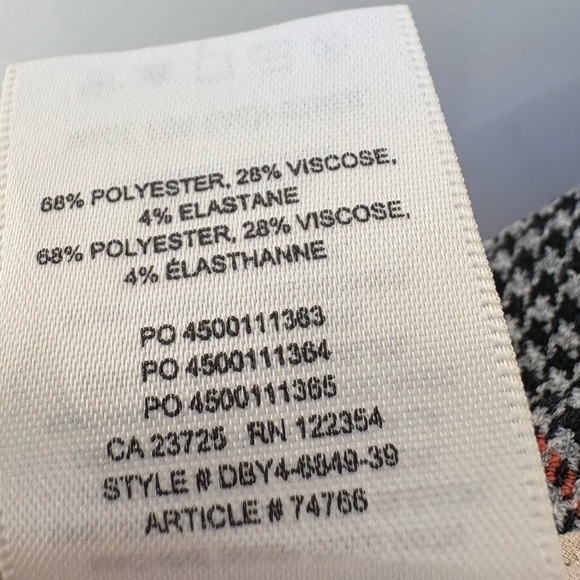 68% POLYESTER, 28% VISCOSE,
4% ELASTANE
68% POLYESTER, 28% VISCOSE,
4% ÉLASTHANNE
PO 4500111363
PO 4500111364
PO 4500111365
CA 23725 RN 122354
STYLE # DBY4-6849-39
ARTICLE # 74766